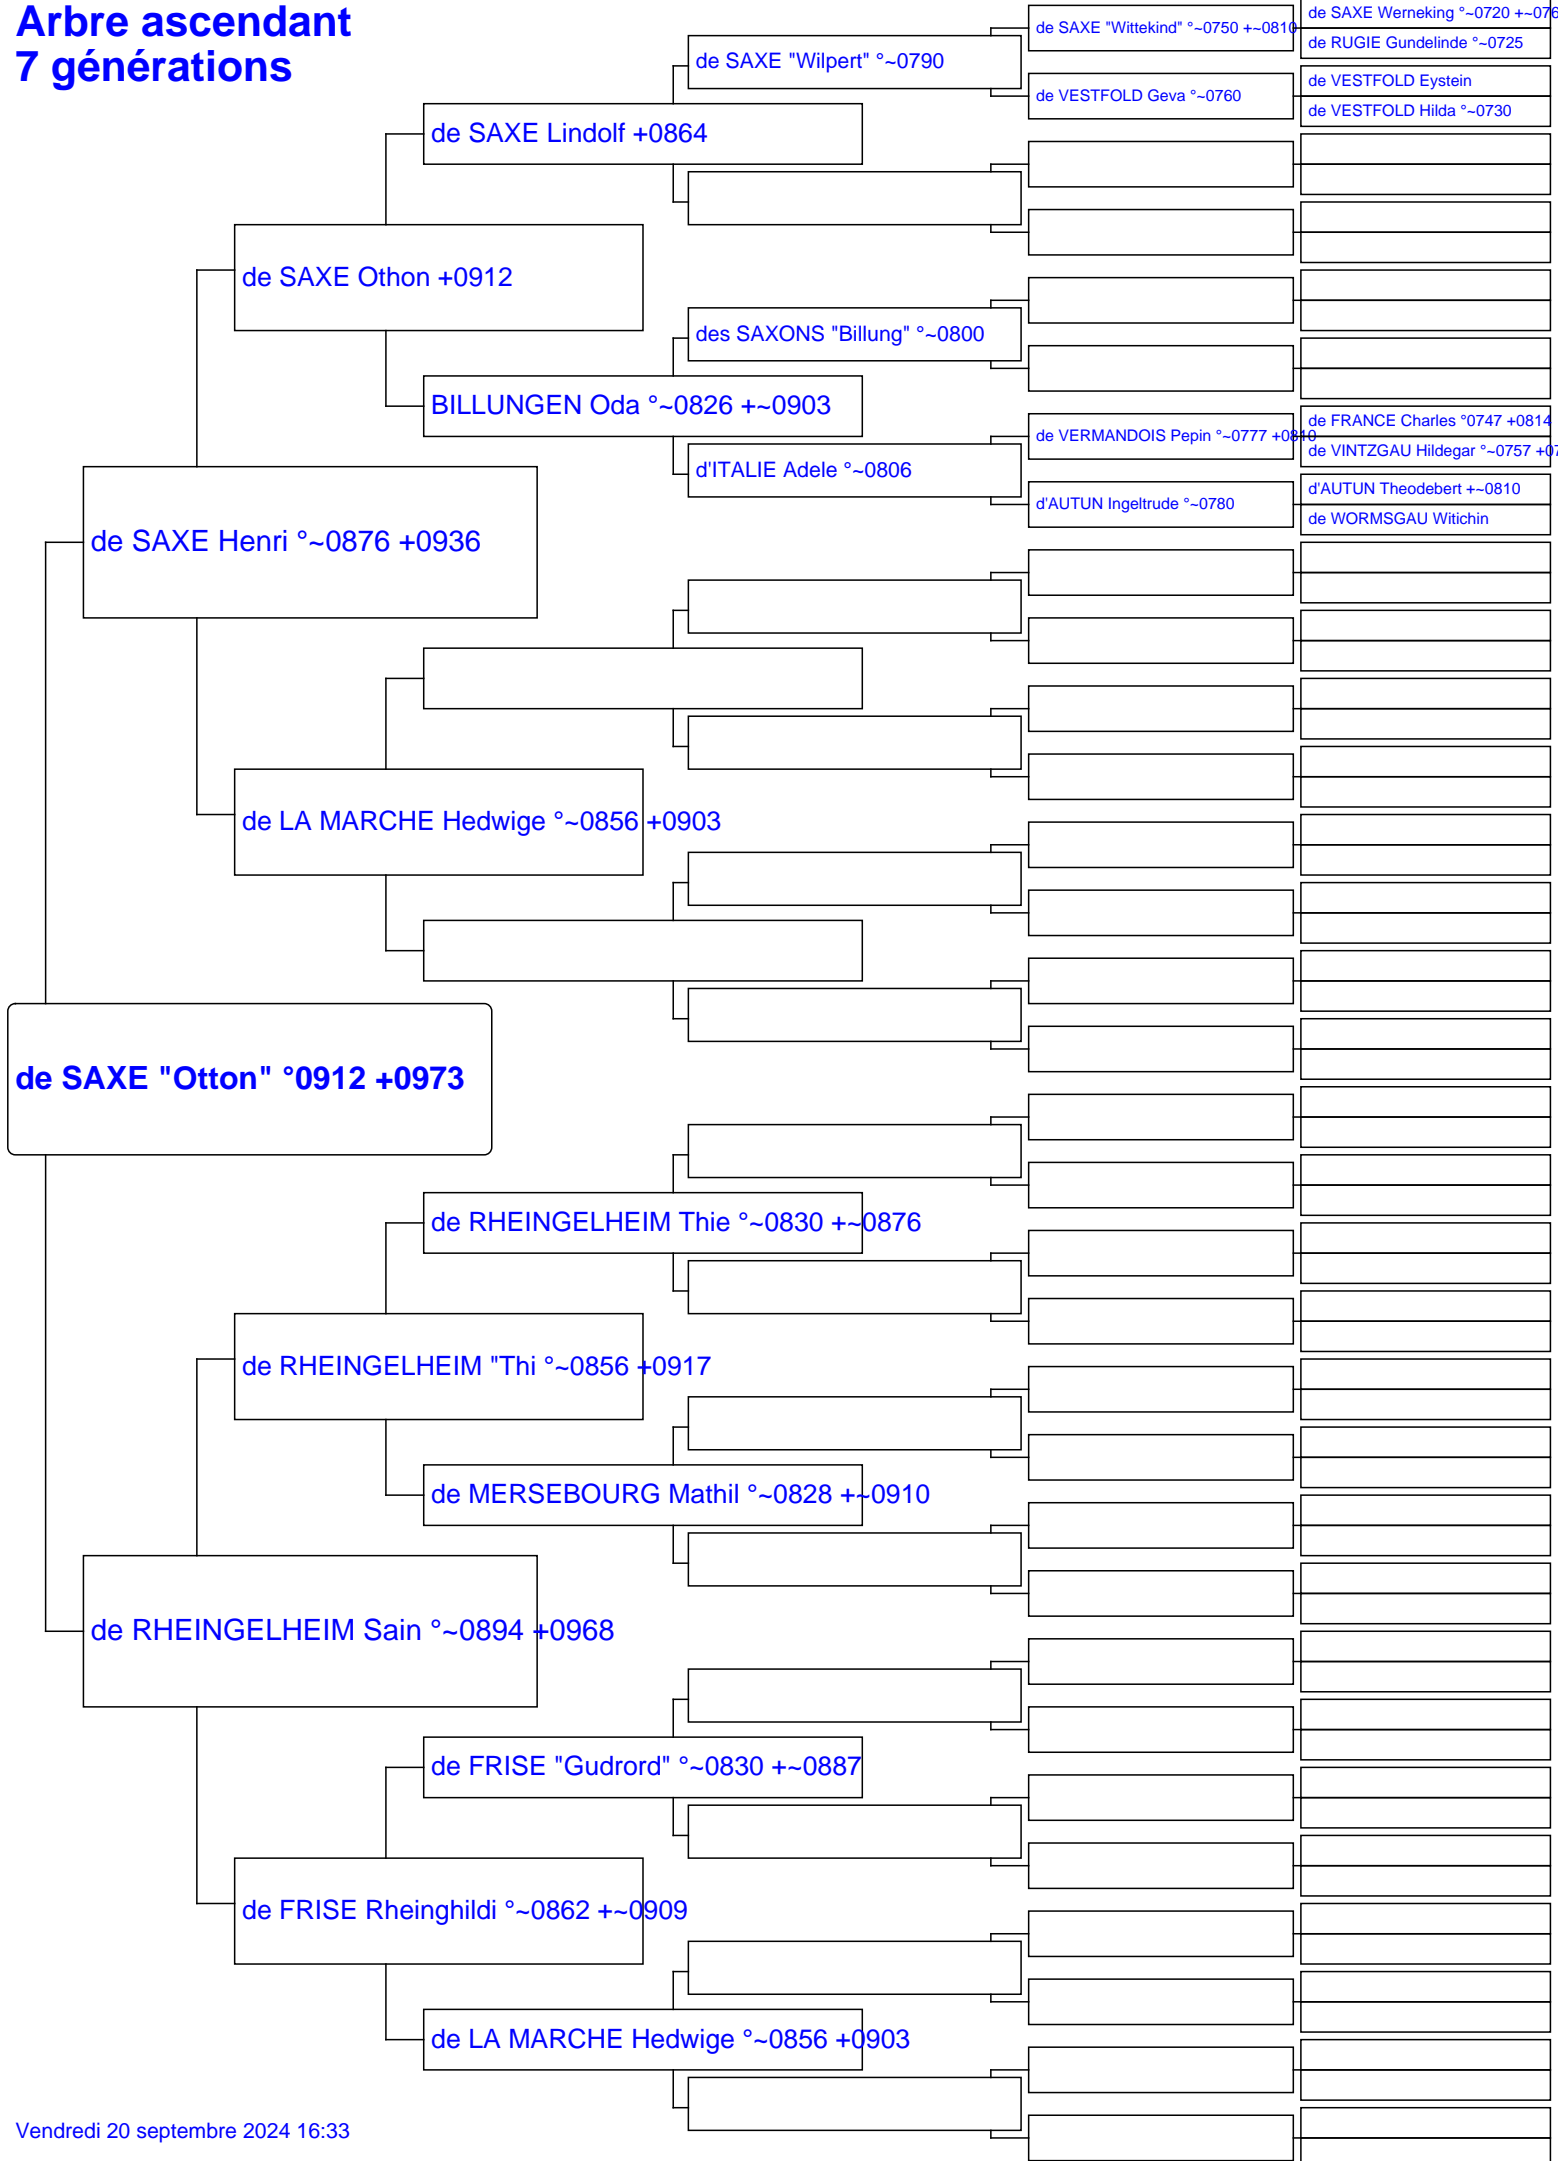 Arbre ascendant
7 générations
de SAXE Werneking °~0720 +~076
de SAXE "Wittekind" °~0750 +~0810
de RUGIE Gundelinde °~0725
de SAXE "Wilpert" °~0790
de VESTFOLD Eystein
de VESTFOLD Geva °~0760
de VESTFOLD Hilda °~0730
de SAXE Lindolf +0864
de SAXE Othon +0912
des SAXONS "Billung" °~0800
BILLUNGEN Oda °~0826 +~0903
de FRANCE Charles °0747 +0814
de VERMANDOIS Pepin °~0777 +0810
de VINTZGAU Hildegar °~0757 +07
d'ITALIE Adele °~0806
d'AUTUN Theodebert +~0810
d'AUTUN Ingeltrude °~0780
de WORMSGAU Witichin
de SAXE Henri °~0876 +0936
de LA MARCHE Hedwige °~0856 +0903
de SAXE "Otton" °0912 +0973
de RHEINGELHEIM Thie °~0830 +~0876
de RHEINGELHEIM "Thi °~0856 +0917
de MERSEBOURG Mathil °~0828 +~0910
de RHEINGELHEIM Sain °~0894 +0968
de FRISE "Gudrord" °~0830 +~0887
de FRISE Rheinghildi °~0862 +~0909
de LA MARCHE Hedwige °~0856 +0903
Vendredi 20 septembre 2024 16:33